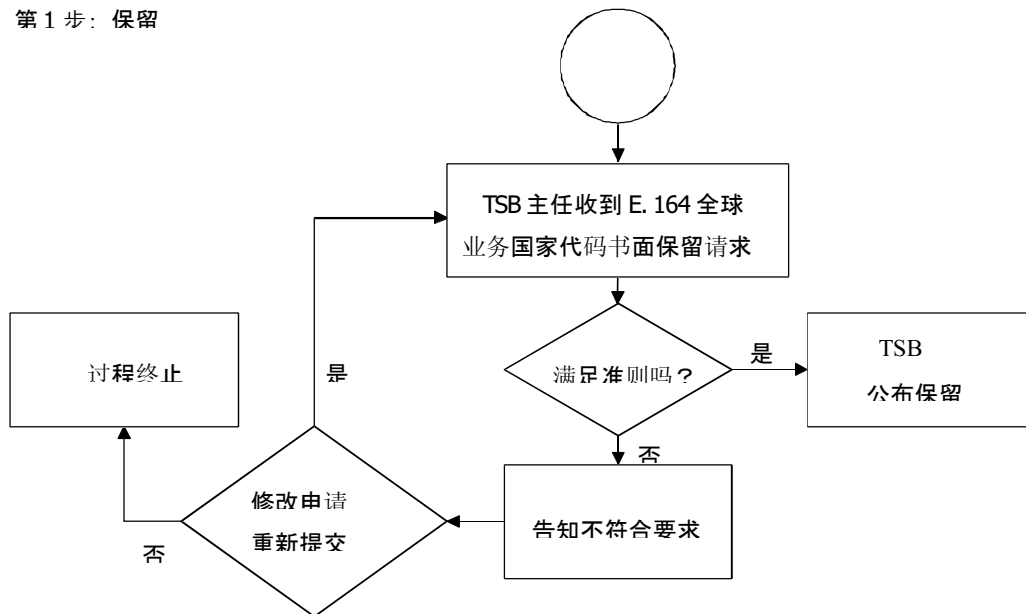 第1步：保留
TSB 主任收到 E. 164 全球
业务国家代码书面保留请求
满足准则吗？
是
TSB
公布保留
否
告知不符合要求
修改申请
重新提交
是
否
过程终止